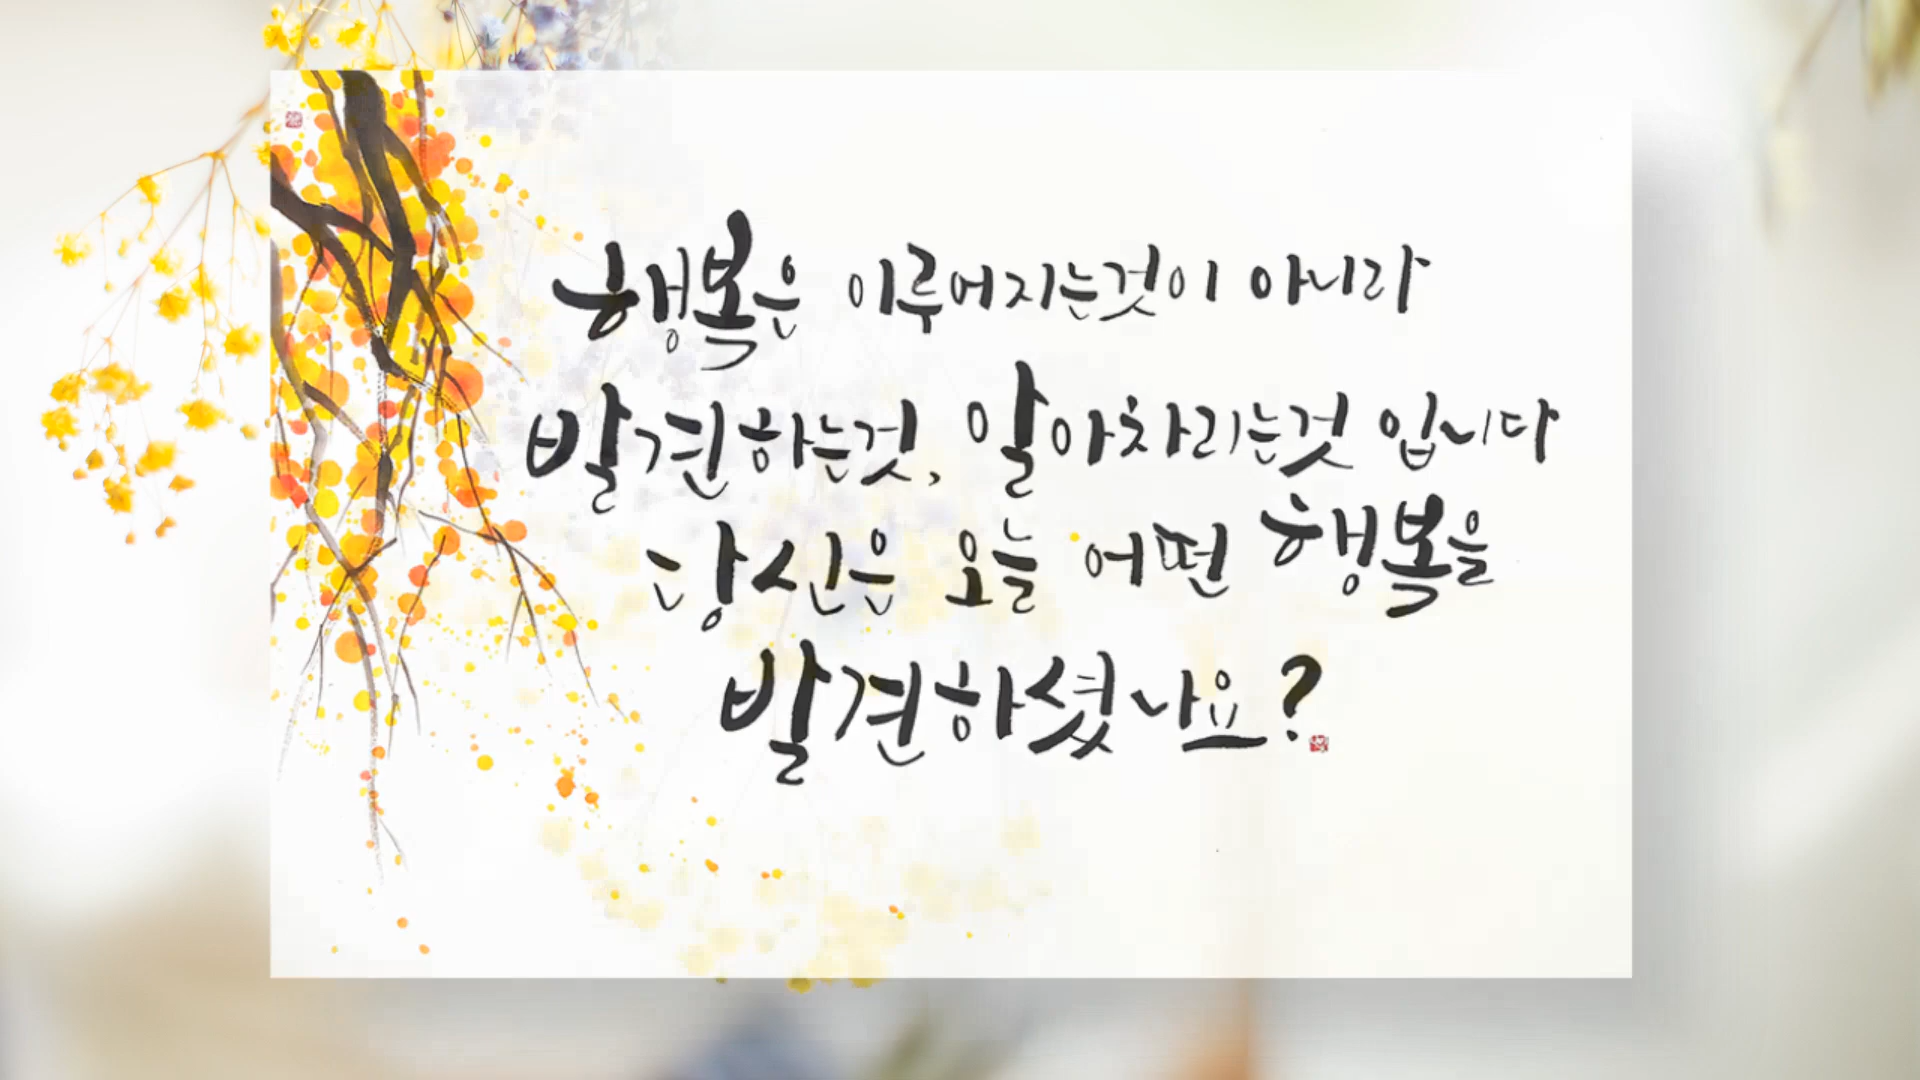 행복은 이루어지는것이 아니라
발견하는것, 알아차리는것 입니다
당신은 오늘 어떤 행복을
발견하셨나요?